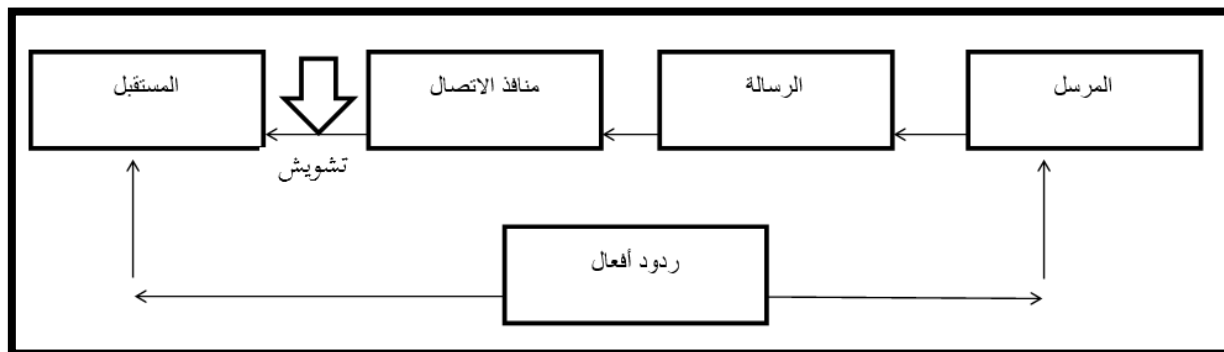 المرسل
الرسالة
منافذ الاتصال
المستقبل
تشويش
ردود أفعال